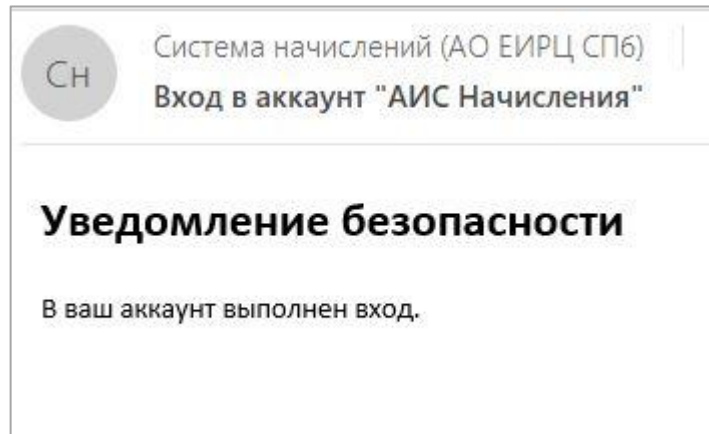 Сн
Система начислений (АО ЕИРЦ СПб)
Вход в аккаунт "АИС Начисления"
Уведомление безопасности
В ваш аккаунт выполнен вход.